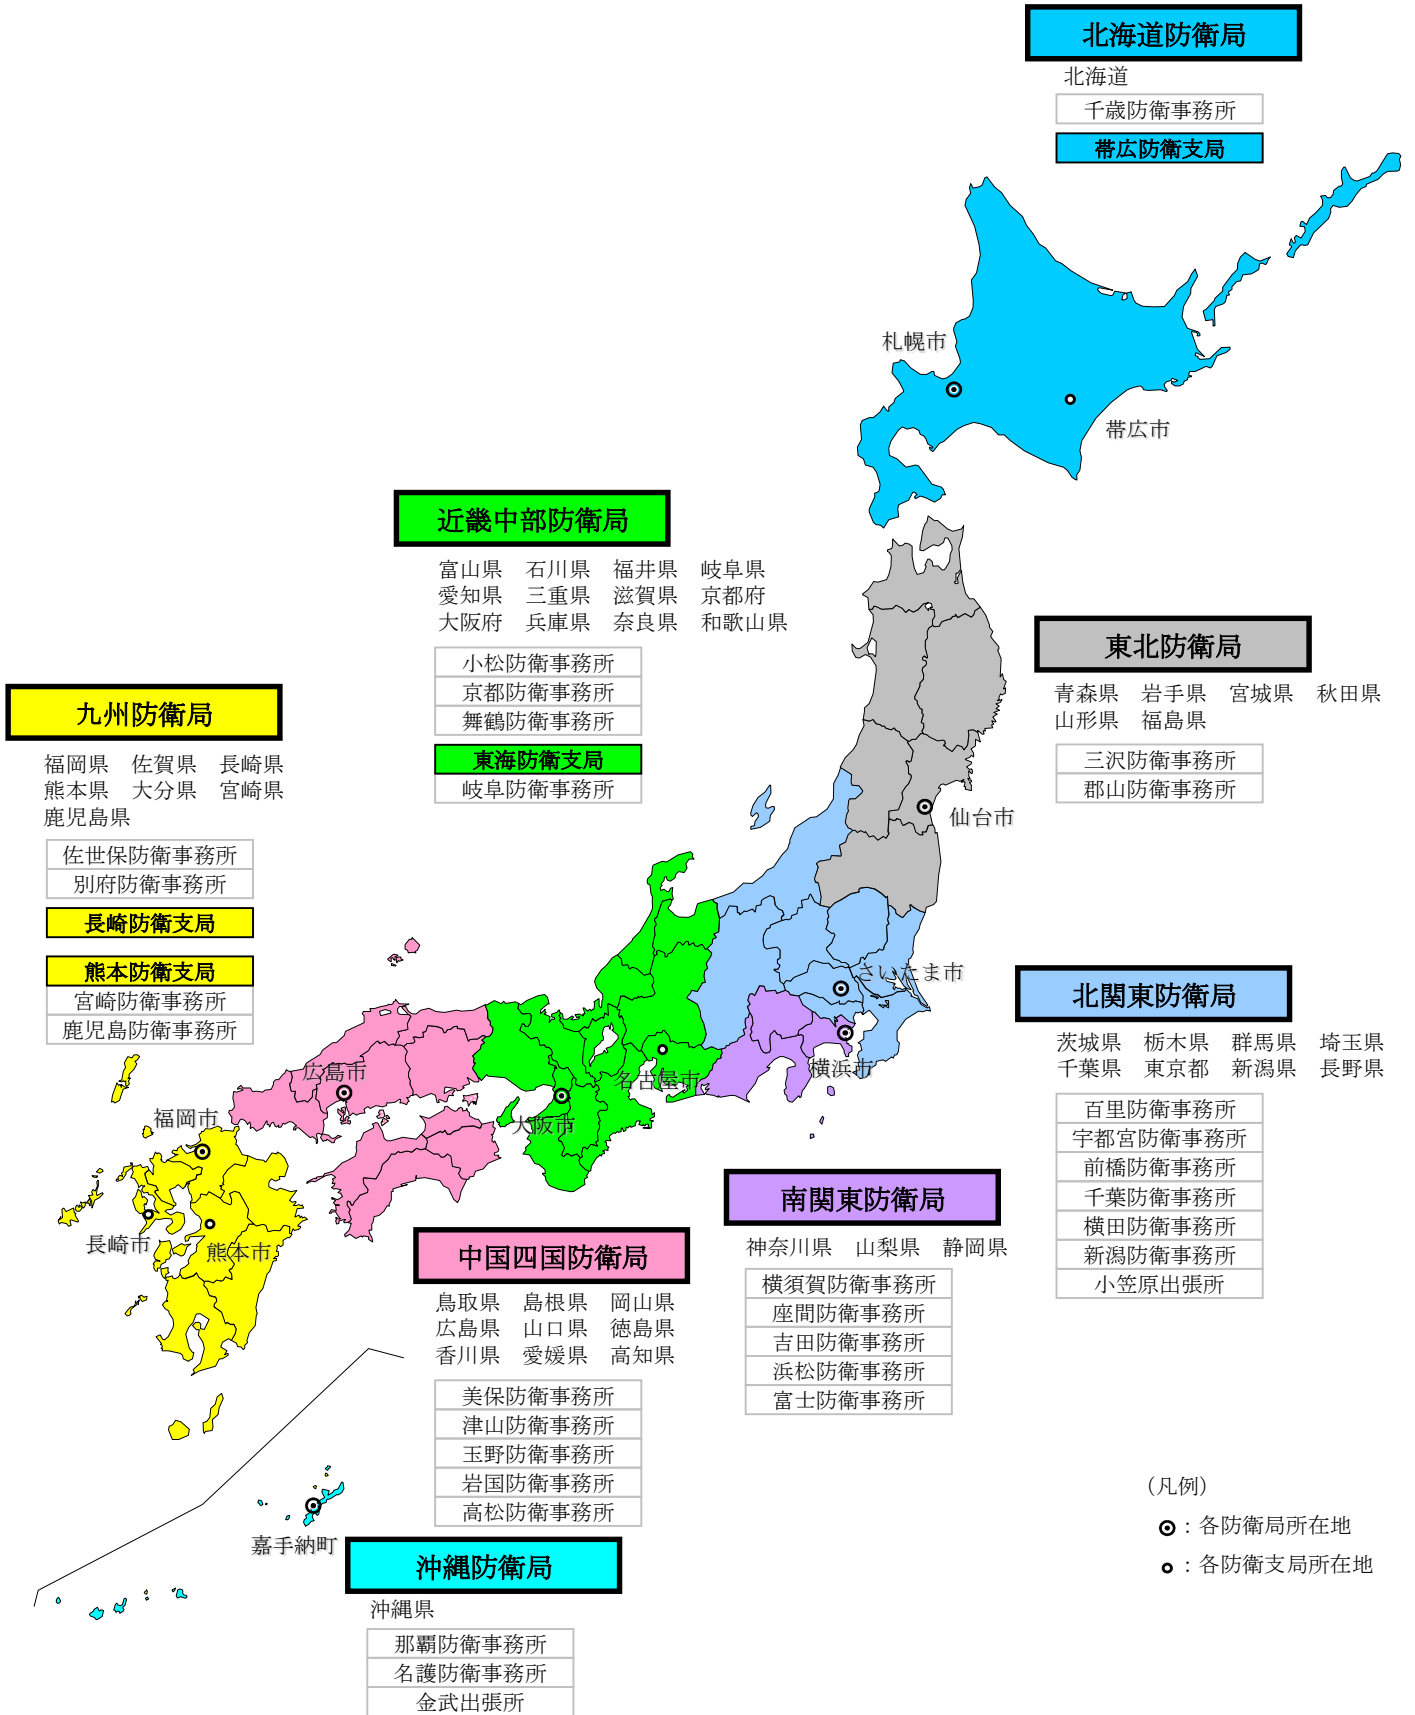 北海道防衛局
北海道
千歳防衛事務所
帯広防衛支局
札幌市
帯広市
近畿中部防衛局
富山県 石川県 福井県 岐阜県
愛知県 三重県 滋賀県 京都府
大阪府 兵庫県 奈良県 和歌山県
小松防衛事務所
京都防衛事務所
舞鶴防衛事務所
東海防衛支局
岐阜防衛事務所
東北防衛局
青森県 岩手県 宮城県 秋田県
山形県 福島県
三沢防衛事務所
郡山防衛事務所
仙台市
九州防衛局
福岡県 佐賀県 長崎県
熊本県 大分県 宮崎県
鹿児島県
佐世保防衛事務所
別府防衛事務所
長崎防衛支局
熊本防衛支局
宮崎防衛事務所
鹿児島防衛事務所
さいたま市
北関東防衛局
茨城県 栃木県 群馬県 埼玉県
千葉県 東京都 新潟県 長野県
百里防衛事務所
宇都宮防衛事務所
前橋防衛事務所
千葉防衛事務所
横田防衛事務所
新潟防衛事務所
小笠原出張所
広島市
名古屋市
横浜市
福岡市
大阪市
長崎市
熊本市
南関東防衛局
神奈川県 山梨県 静岡県
横須賀防衛事務所
座間防衛事務所
吉田防衛事務所
浜松防衛事務所
富士防衛事務所
中国四国防衛局
鳥取県 島根県 岡山県
広島県 山口県 徳島県
香川県 愛媛県 高知県
美保防衛事務所
津山防衛事務所
玉野防衛事務所
岩国防衛事務所
高松防衛事務所
嘉手納町
沖縄防衛局
沖縄県
那覇防衛事務所
名護防衛事務所
金武出張所
（凡例）
◎：各防衛局所在地
○：各防衛支局所在地